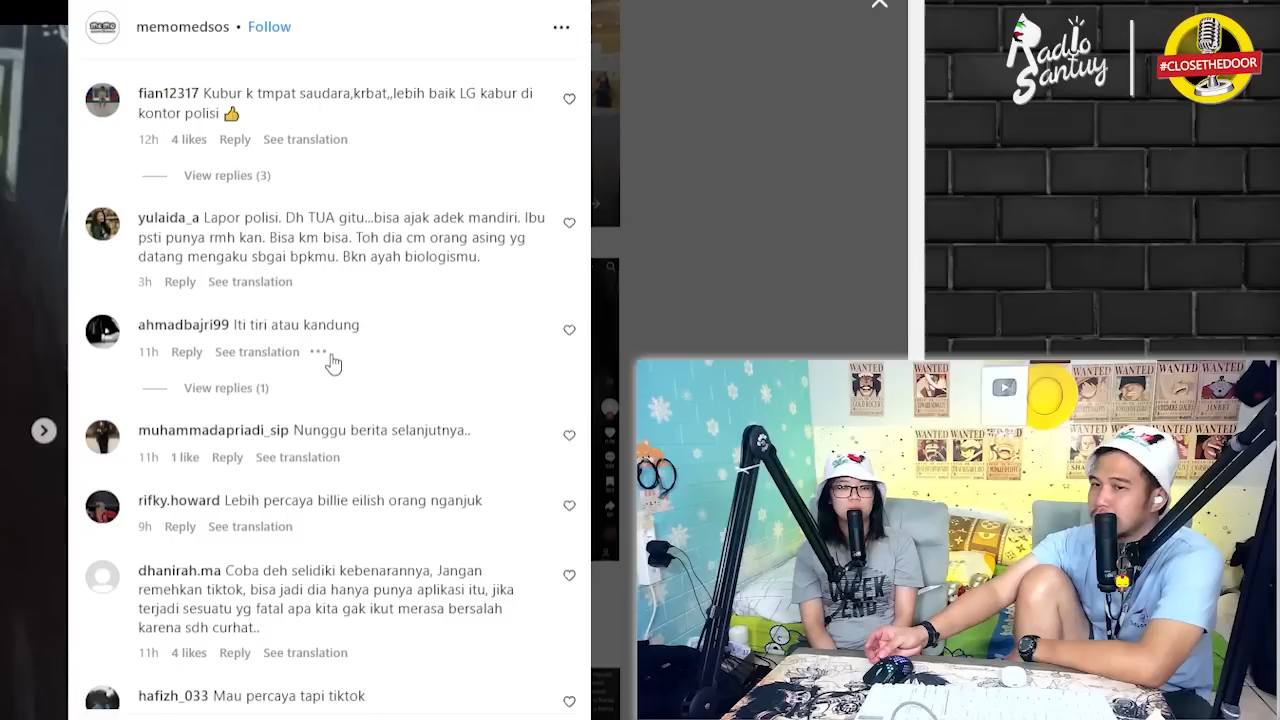 memomedsos • Follow
fian12317 Kubur k tmpat saudara,krbat,,lebih baik LG kabur di
kontor polisi 👍
12h 4 likes Reply See translation
View replies (3)
yulaida_a Lapor polisi. Dh TUA gitu...bisa ajak adek mandiri. Ibu
psti punya rmh kan. Bisa km bisa. Toh dia cm orang asing yg
datang mengaku sbgai bpkmu. Bkn ayah biologismu.
3h Reply See translation
ahmadbajri99 Iti tiri atau kandung
11h Reply See translation
View replies (1)
muhammadapriadi_sip Nunggu berita selanjutnya..
11h 1 like Reply See translation
rifky.howard Lebih percaya billie eilish orang nganjuk
9h Reply See translation
dhanirah.ma Coba deh selidiki kebenarannya, Jangan
remehkan tiktok, bisa jadi dia hanya punya aplikasi itu, jika
terjadi sesuatu yg fatal apa kita gak ikut merasa bersalah
karena sdh curhat..
11h 4 likes Reply See translation
hafizh_033 Mau percaya tapi tiktok
Radio
Santuy
#CLOSETHEDOOR
WANTED
WANTED
WANTED
WANTED
WANTED
WANTED